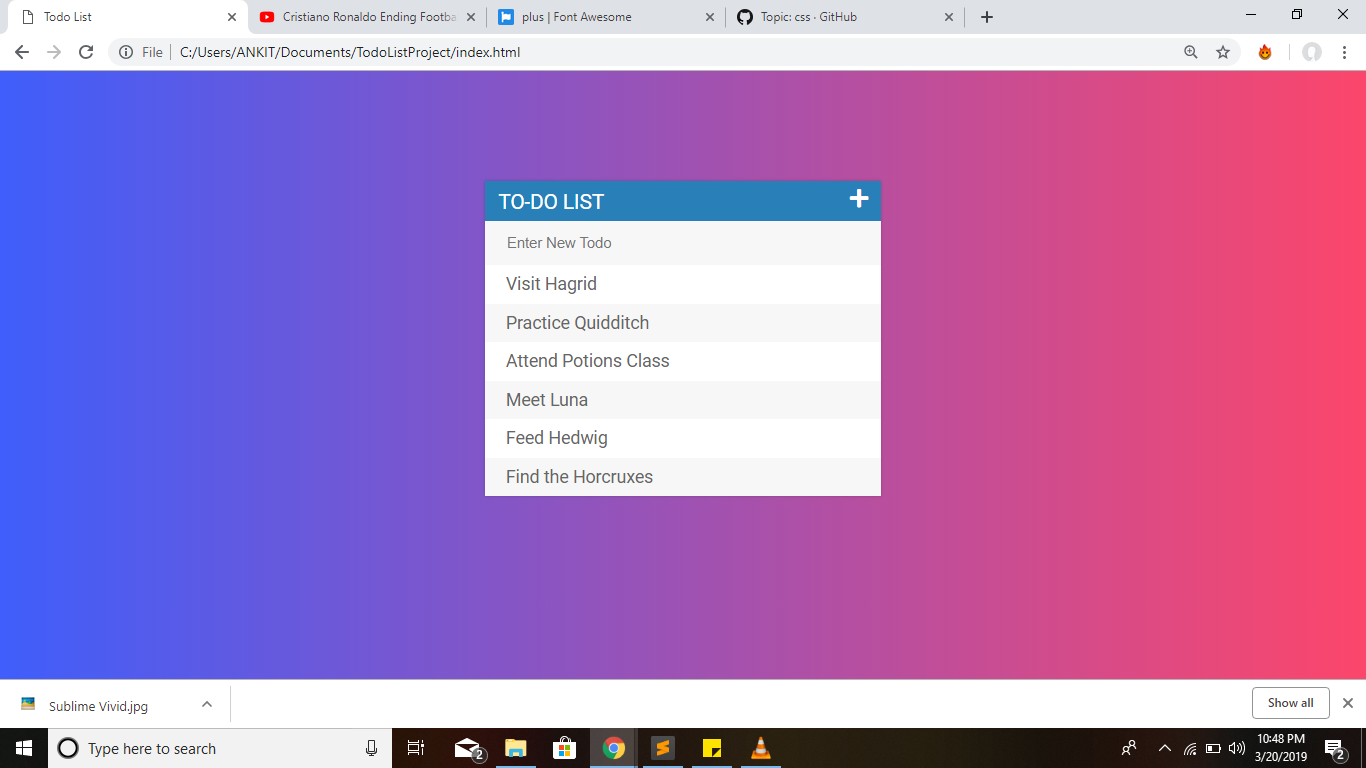 Todo List
Cristiano Ronaldo Ending Footba
plus | Font Awesome
Topic: css · GitHub
File | C:/Users/ANKIT/Documents/TodoListProject/index.html
TO-DO LIST
Enter New Todo
Visit Hagrid
Practice Quidditch
Attend Potions Class
Meet Luna
Feed Hedwig
Find the Horcruxes
Sublime Vivid.jpg
Show all
Type here to search
2
10:48 PM
3/20/2019
2